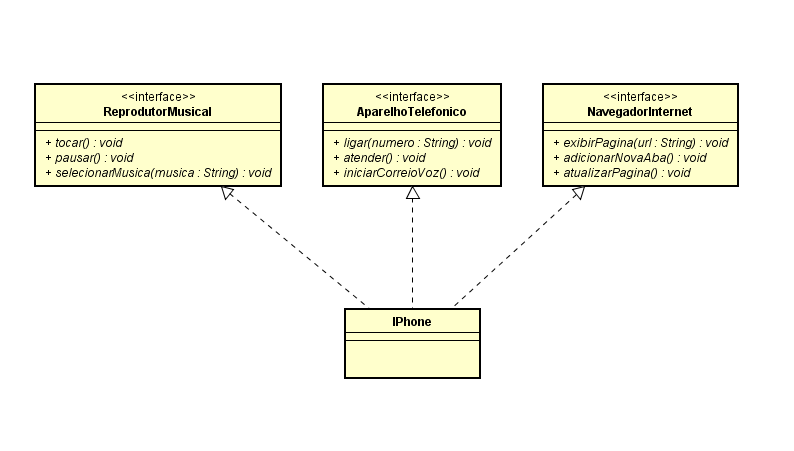 <<interface>>
ReprodutorMusical
+ tocar() : void
+ pausar() : void
+ selecionarMusica(musica : String) : void
<<interface>>
AparelhoTelefonico
+ ligar(numero : String) : void
+ atender() : void
+ iniciarCorreioVoz() : void
<<interface>>
NavegadorInternet
+ exibirPagina(url : String) : void
+ adicionarNovaAba() : void
+ atualizarPagina() : void
IPhone